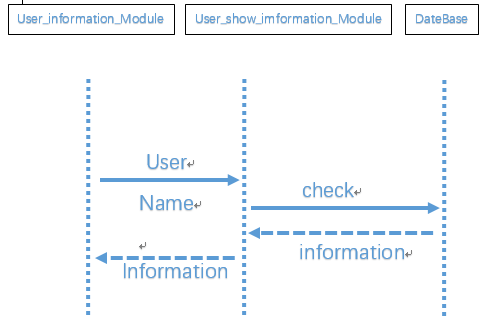 User_information_Module
User_show_imformation_Module
DateBase
User
Name
check
information
Information